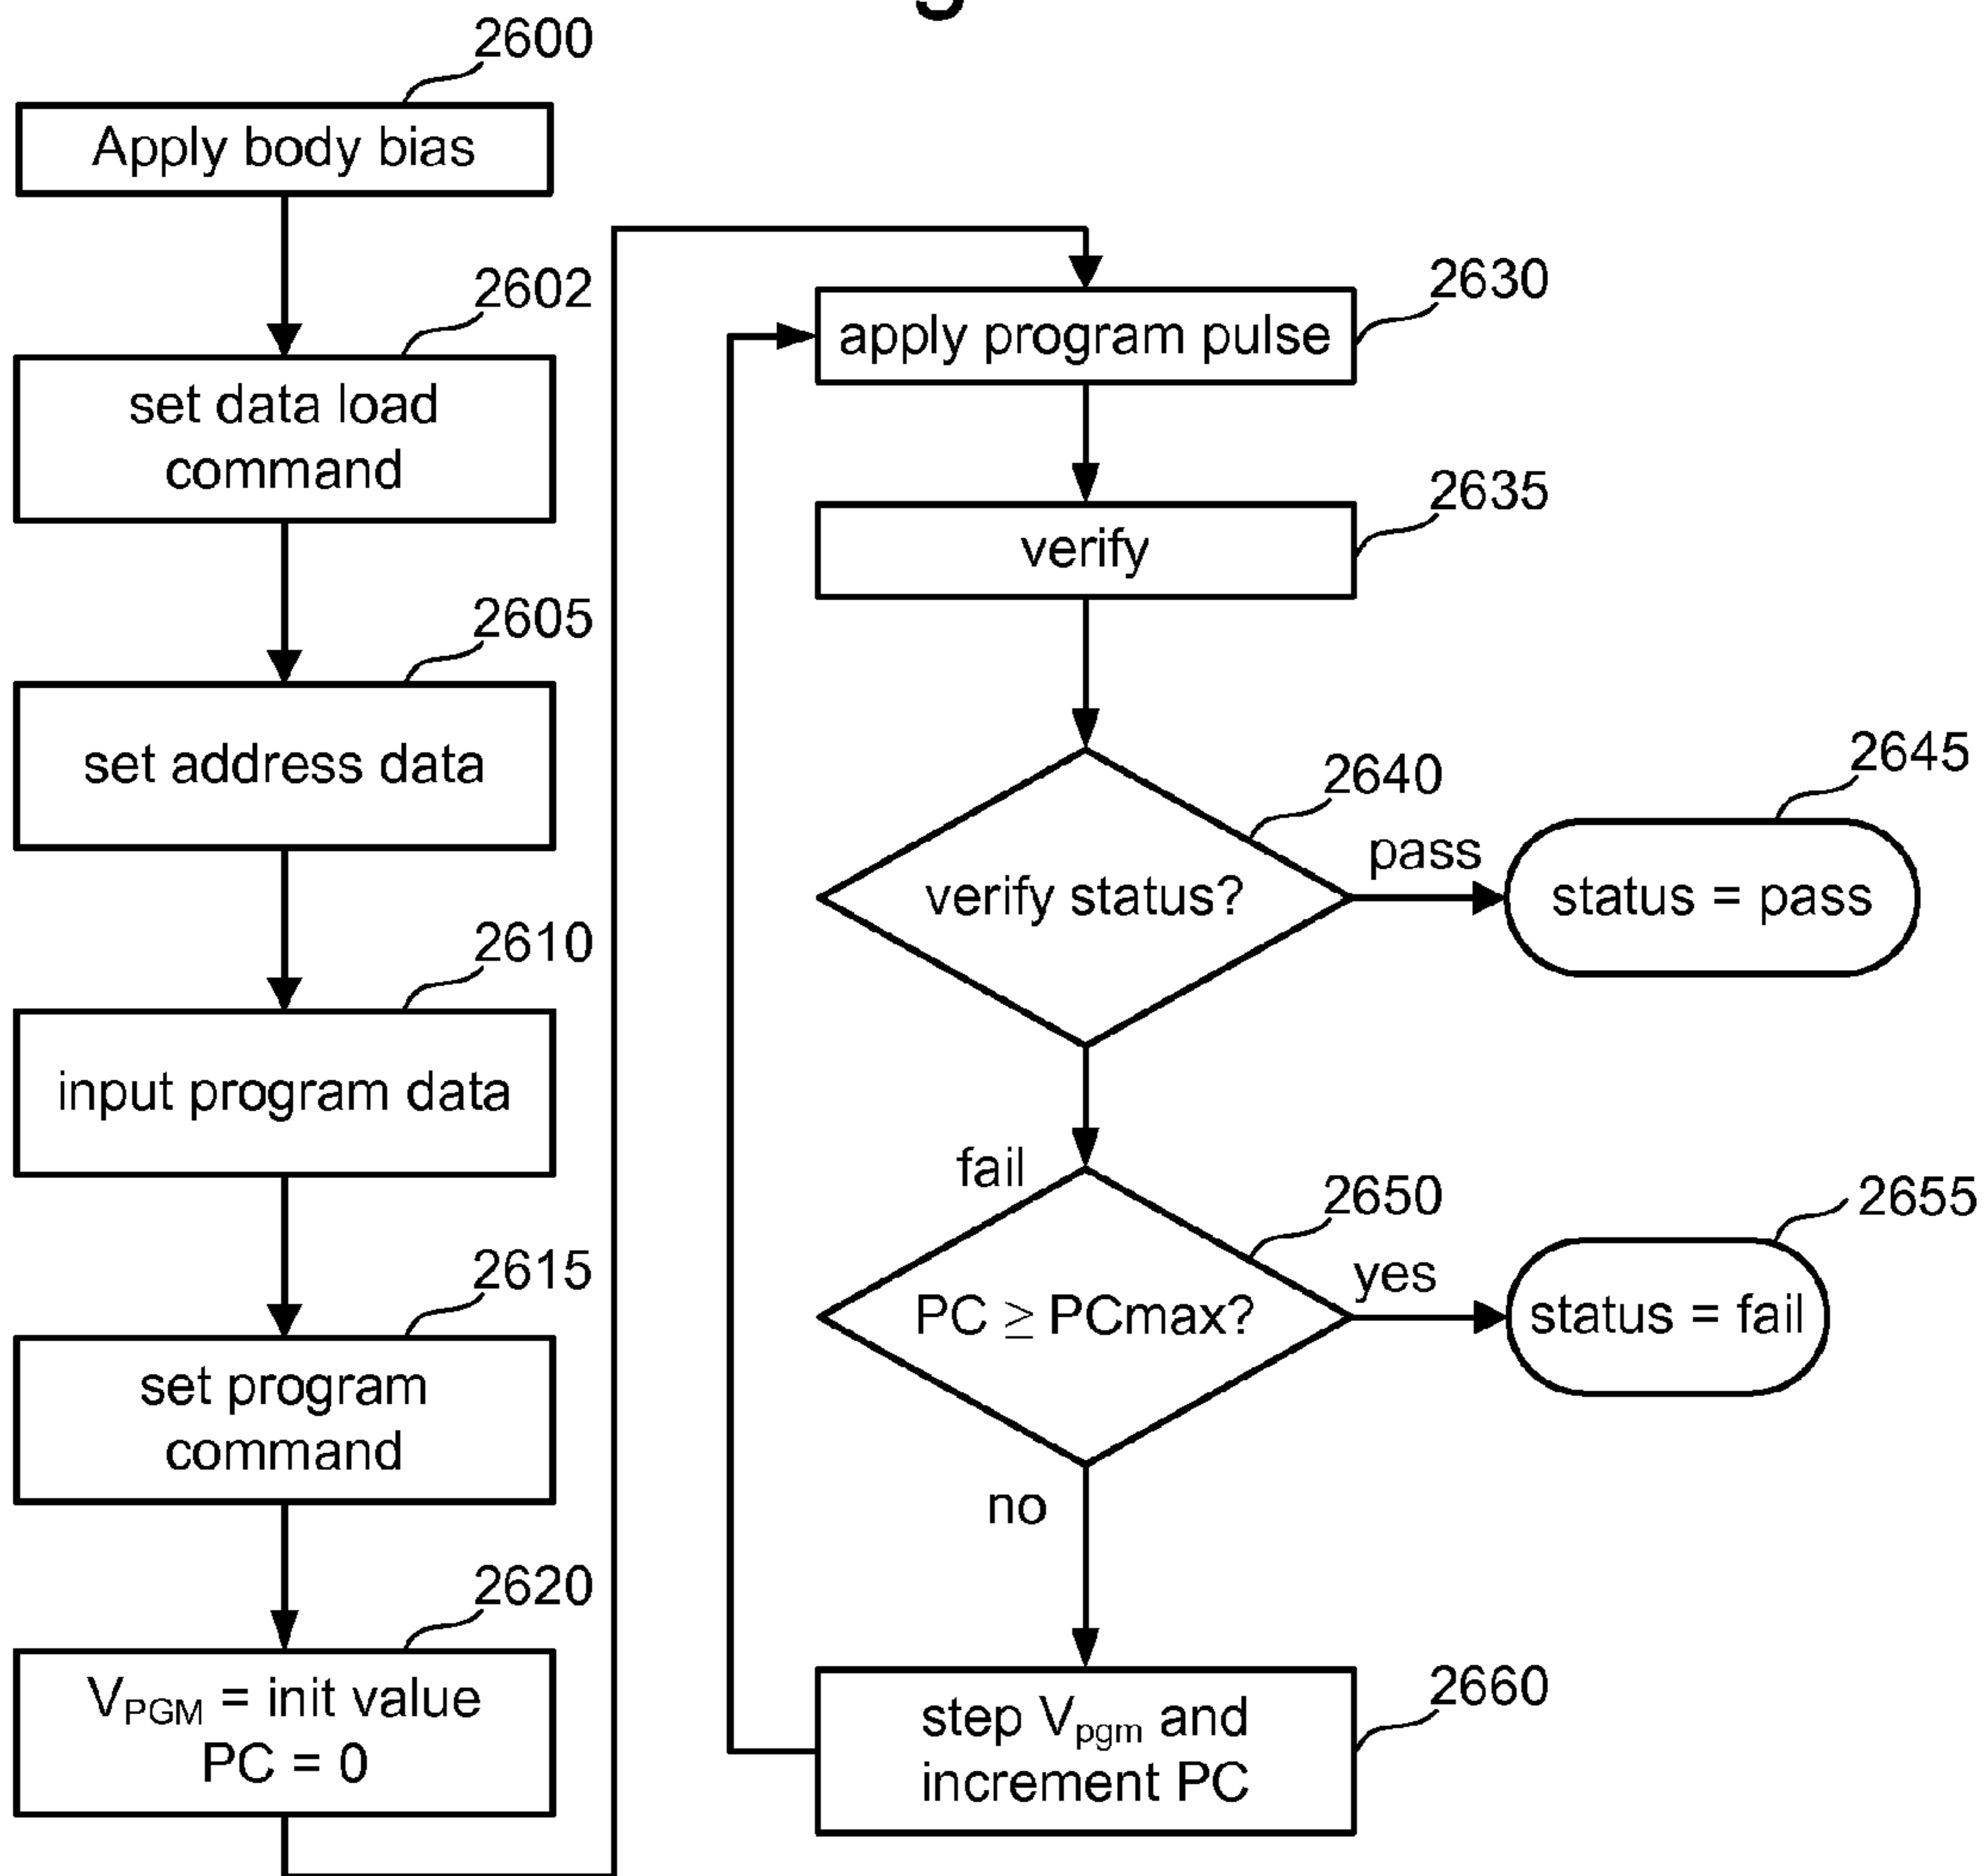 2600
Apply body bias
2602
set data load
command
2605
set address data
2610
input program data
2615
set program
command
2620
VPGM = init value
PC = 0
2630
apply program pulse
2635
verify
2640
verify status?
pass
2645
status = pass
fail
2650
PC ≥ PCmax?
yes
2655
status = fail
no
2660
step Vpgm and
increment PC